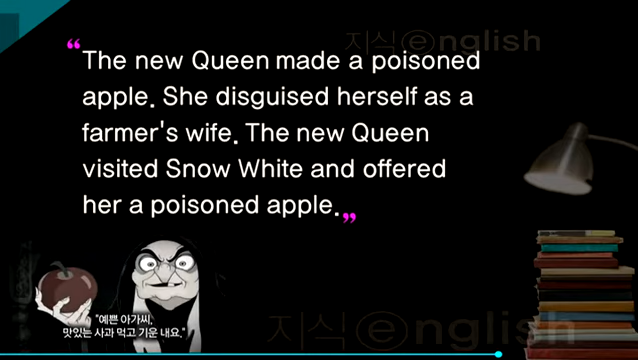 지식ⓔnglish
“The new Queen made a poisoned
apple. She disguised herself as a
farmer's wife. The new Queen
visited Snow White and offered
her a poisoned apple.”
"예쁜 아가씨,
맛있는 사과 먹고 기운 내요."
지식ⓔnglish